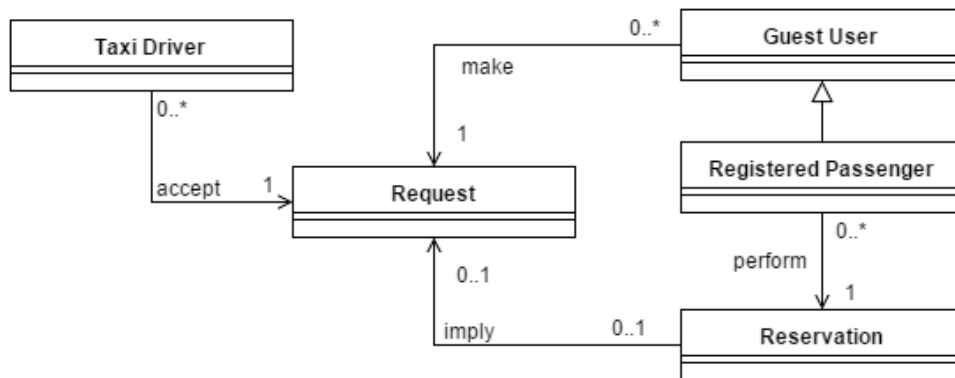 Taxi Driver
0..*
accept
1
0..*
Guest User
make
1
Request
Registered Passenger
0..*
perform
1
0..1
imply
0..1
Reservation